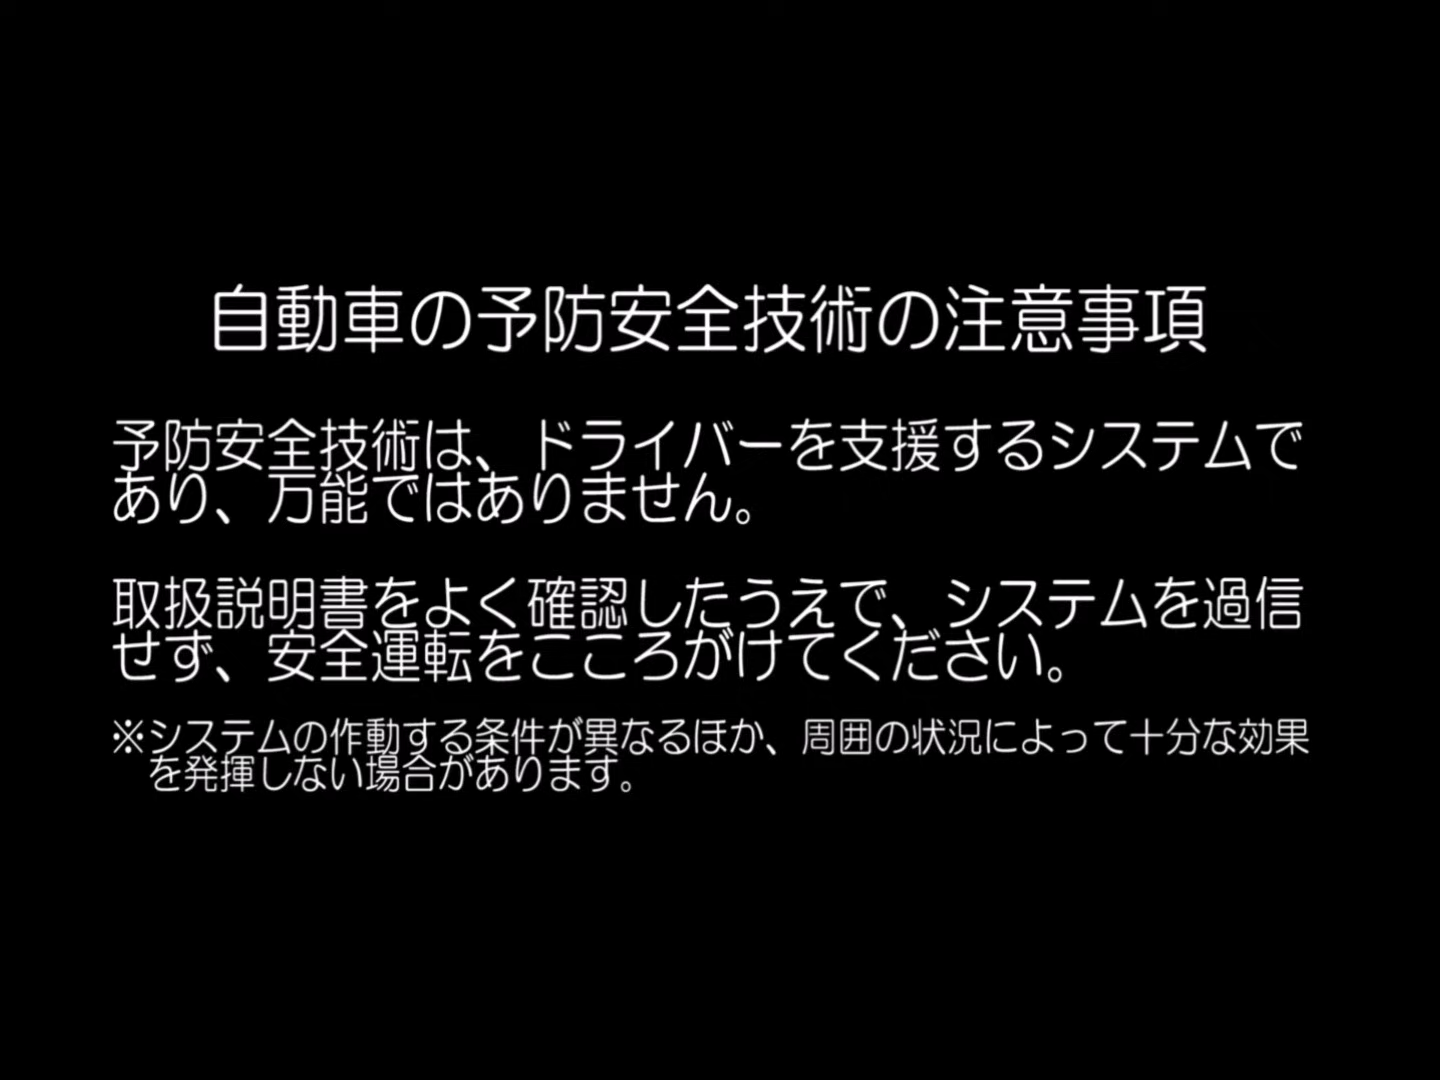 自動車の予防安全技術の注意事項
予防安全技術は、ドライバーを支援するシステムで
あり、万能ではありません。
取扱説明書をよく確認したうえで、システムを過信
せず、安全運転をこころがけてください。
※システムの作動する条件が異なるほか、周囲の状況によって十分な効果
を発揮しない場合があります。